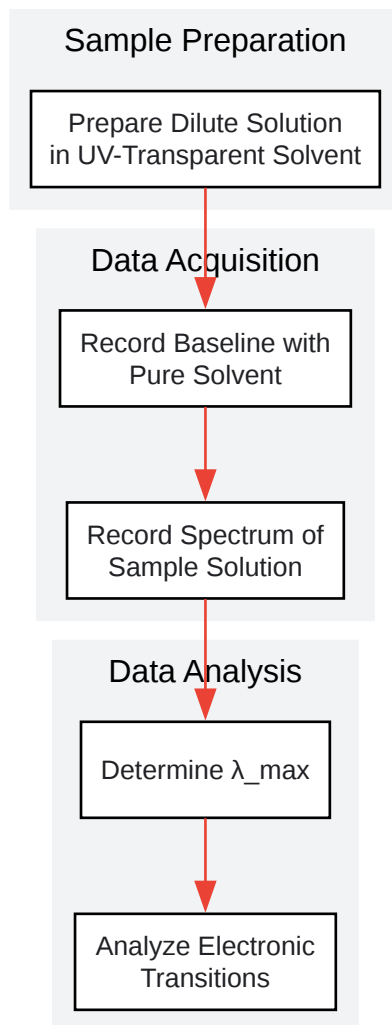 Sample Preparation
Prepare Dilute Solution
in UV-Transparent Solvent
Data Acquisition
Record Baseline with
Pure Solvent
Record Spectrum of
Sample Solution
Data Analysis
Determine λ_max
Analyze Electronic
Transitions